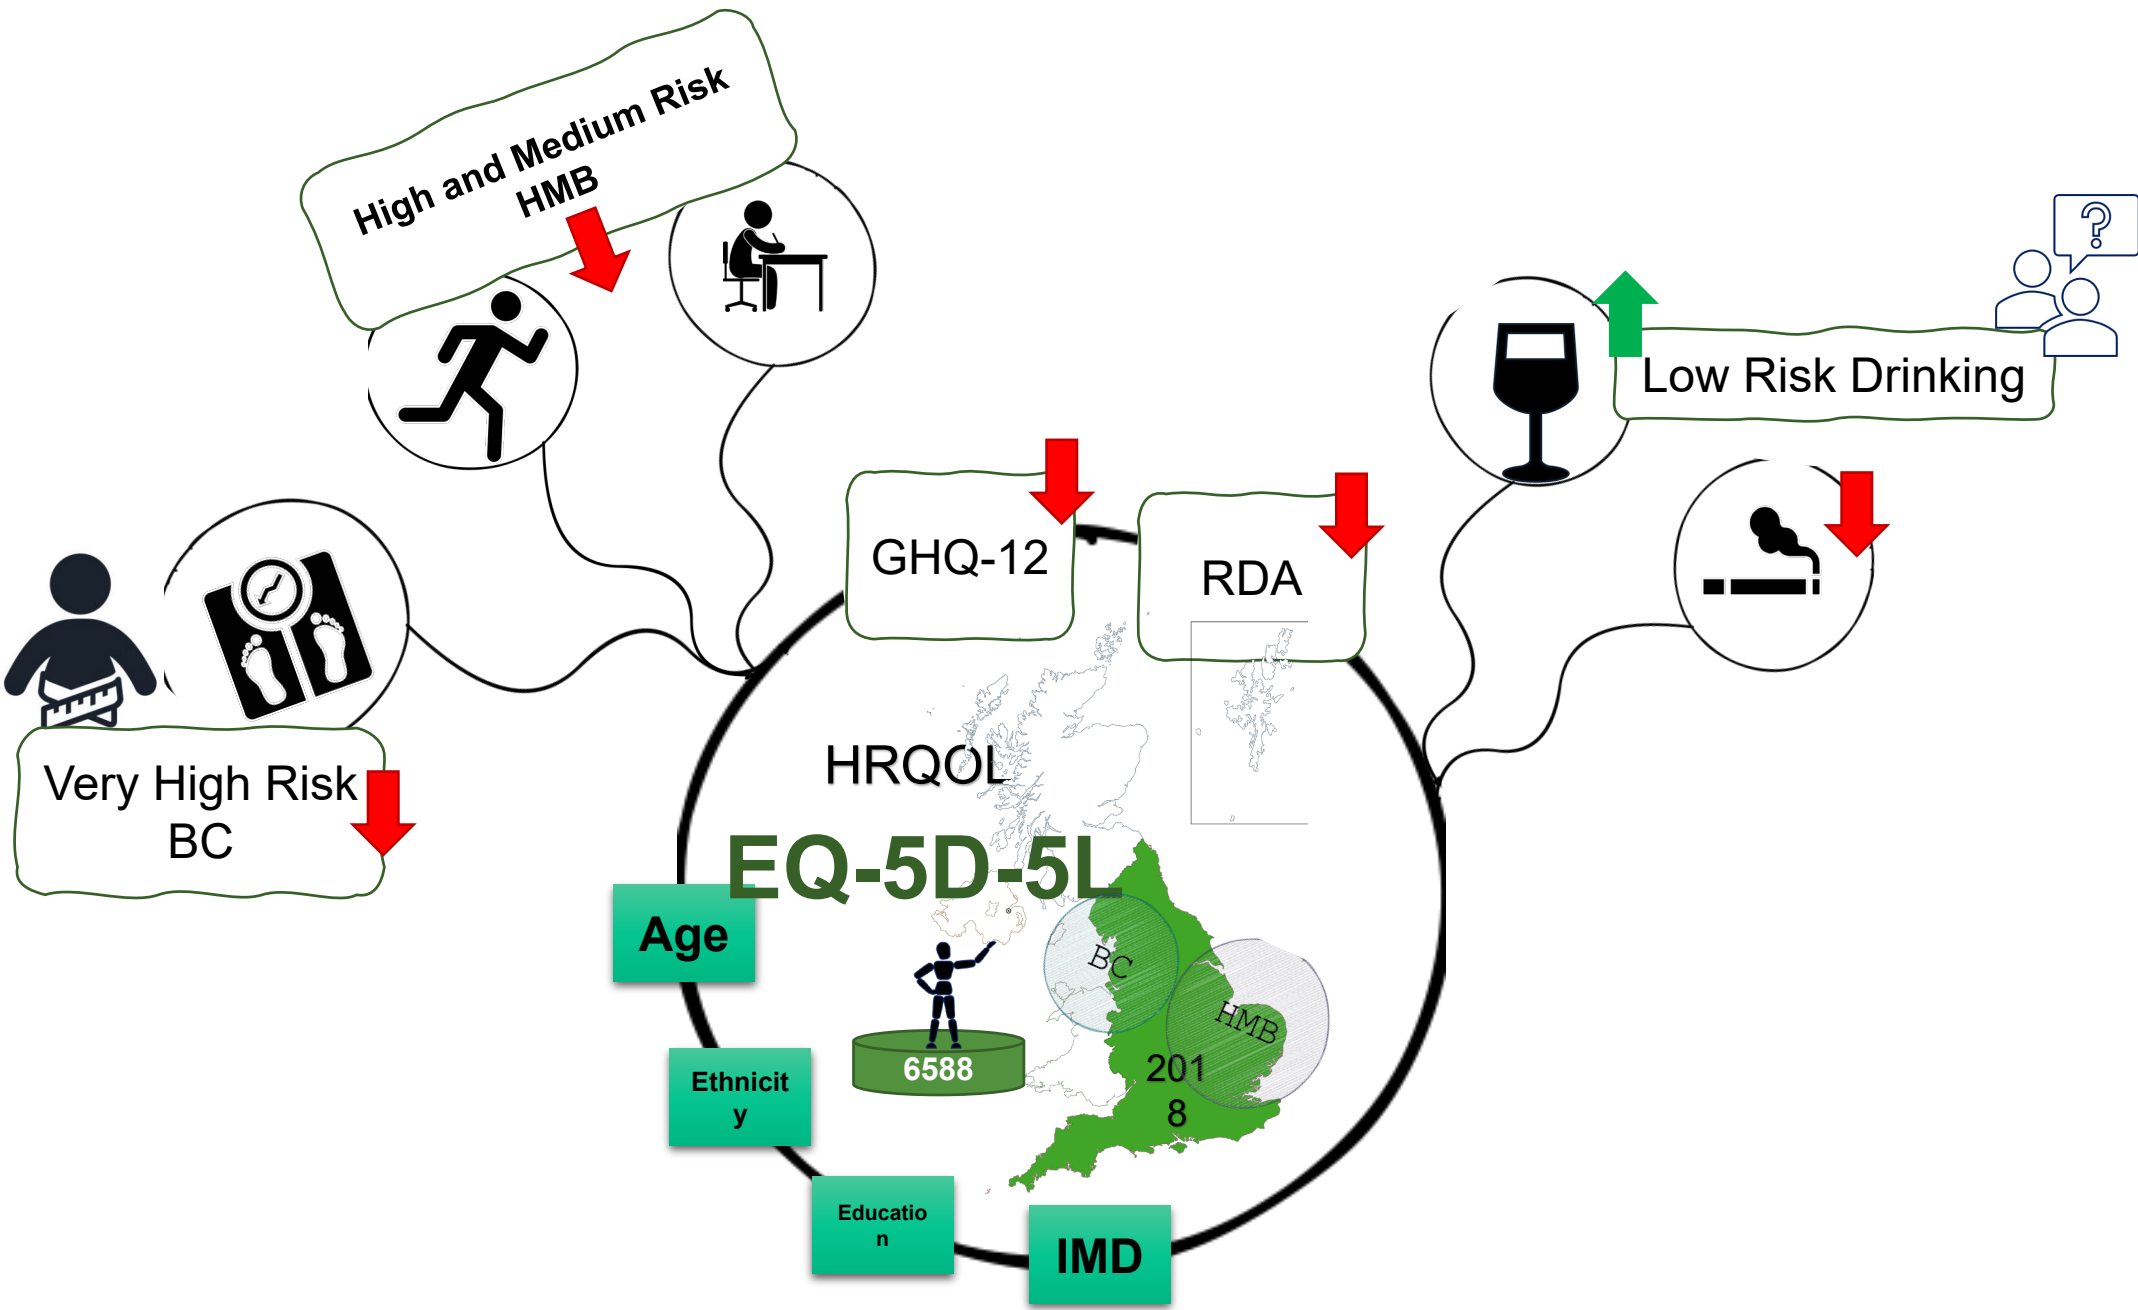 High and Medium Risk
HMB
?
Low Risk Drinking
GHQ-12
RDA
Very High Risk
BC
HRQOL
EQ-5D-5L
Age
BC
HMB
6588
201
8
Ethnicit
y
Educatio
n
IMD